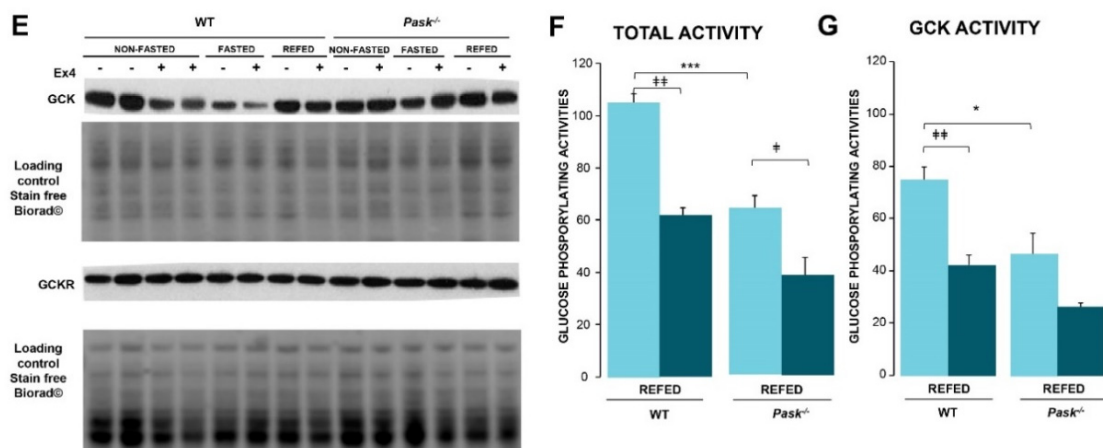 E
WT
Pask-/-
NON-FASTED FASTED REFED NON-FASTED FASTED REFED
Ex4 - - + + - + - + - + - + - +
GCK
Loading
control
Stain free
Biorad©
GCKR
Loading
control
Stain free
Biorad©
F
TOTAL ACTIVITY
GLUCOSE PHOSPORYLATING ACTIVITIES
120
100
80
60
40
20
0
***
ǂǂ
ǂ
REFED REFED
WT Pask-/-
G
GCK ACTIVITY
GLUCOSE PHOSPORYLATING ACTIVITIES
120
100
80
60
40
20
0
*
ǂǂ
REFED REFED
WT Pask-/-